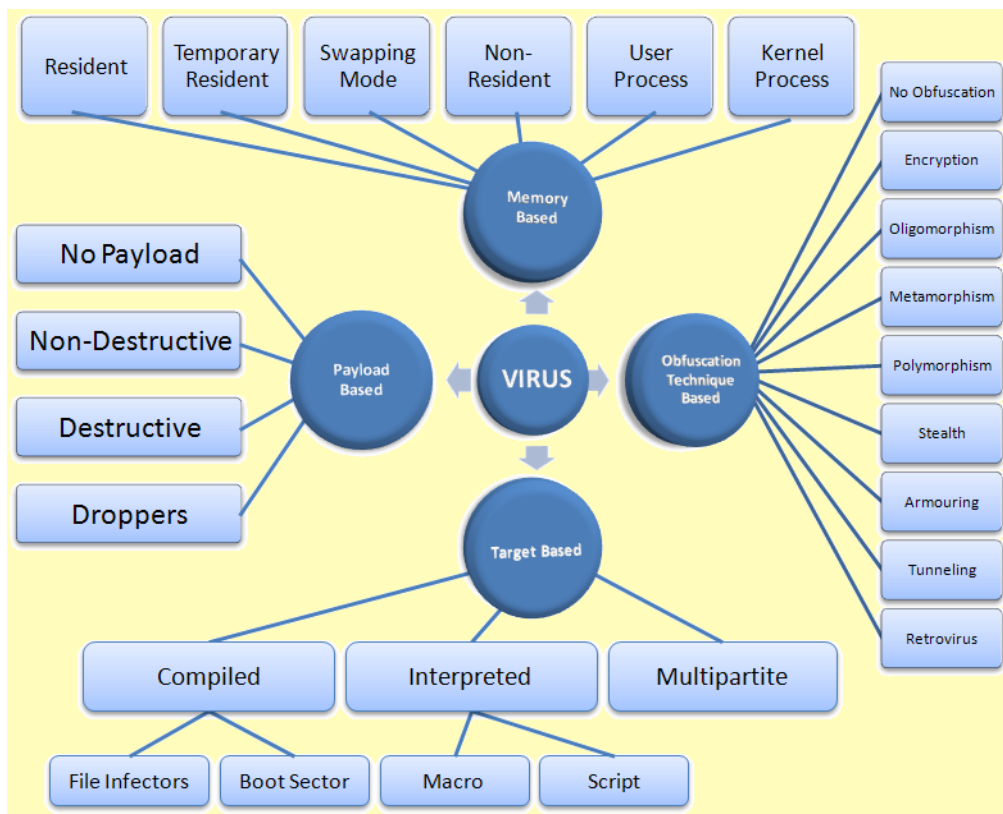 Resident
Temporary
Resident
Swapping
Mode
Non-
Resident
User
Process
Kernel
Process
Memory
Based
No Obfuscation
Encryption
Oligomorphism
Metamorphism
Polymorphism
Stealth
Armouring
Tunneling
Retrovirus
No Payload
Non-Destructive
Destructive
Droppers
Payload
Based
VIRUS
Obfuscation
Technique
Based
Target Based
Compiled
Interpreted
Multipartite
File Infectors
Boot Sector
Macro
Script